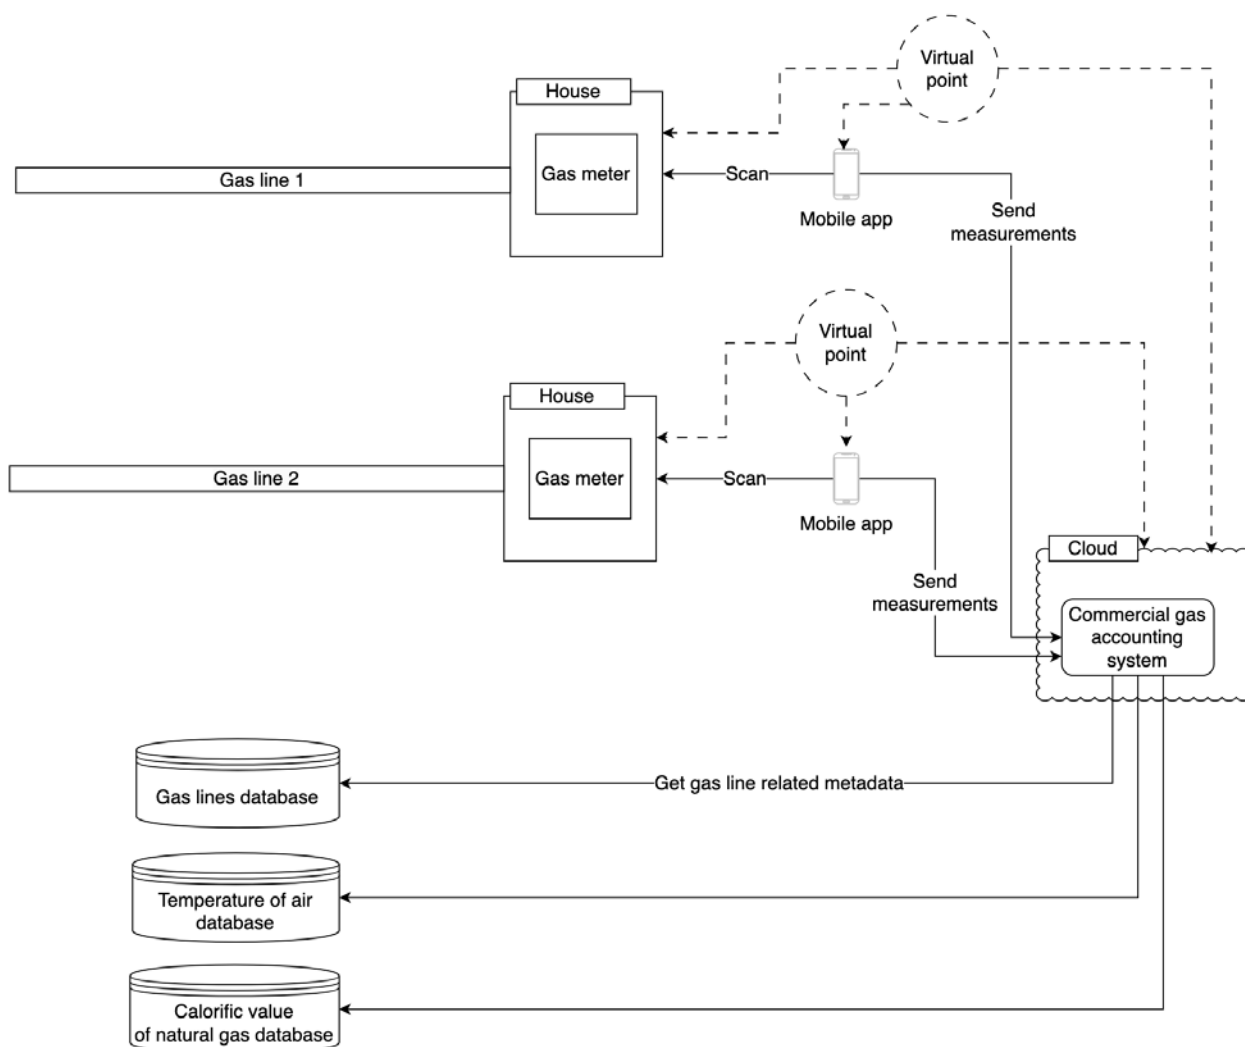 Virtual
point
House
Gas meter
Gas line 1
Scan
Mobile app
Send
measurements
Virtual
point
House
Gas meter
Gas line 2
Scan
Mobile app
Send
measurements
Cloud
Commercial gas
accounting
system
Get gas line related metadata
Gas lines database
Temperature of air
database
Calorific value
of natural gas database